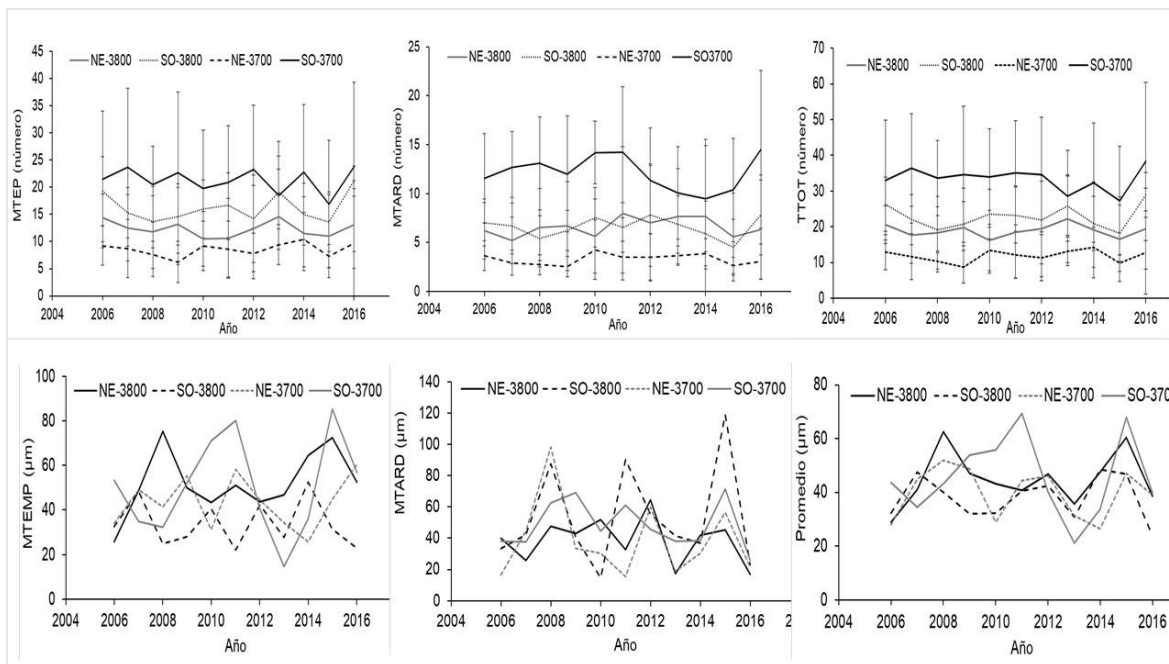 NE-3800 SO-3800 NE-3700 SO-3700
45
40
35
30
25
20
15
10
5
0
MTEP (número)
2004 2006 2008 2010 2012 2014 2016
Año
NE-3800 SO-3800 NE-3700 SO3700
25
20
15
10
5
0
MTARD (número)
2004 2006 2008 2010 2012 2014 2016
Año
NE-3800 SO-3800 NE-3700 SO-3700
70
60
50
40
30
20
10
0
TTOT (número)
2004 2006 2008 2010 2012 2014 2016
Año
NE-3800 SO-3800 NE-3700 SO-3700
100
80
60
40
20
0
MTEMP (µm)
2004 2006 2008 2010 2012 2014 2016
Año
NE-3800 SO-3800 NE-3700 SO-3700
140
120
100
80
60
40
20
0
MTARD (µm)
2004 2006 2008 2010 2012 2014 2016
Año
NE-3800 SO-3800 NE-3700 SO-370
80
60
40
20
0
Promedio (µm)
2004 2006 2008 2010 2012 2014 2016
Año